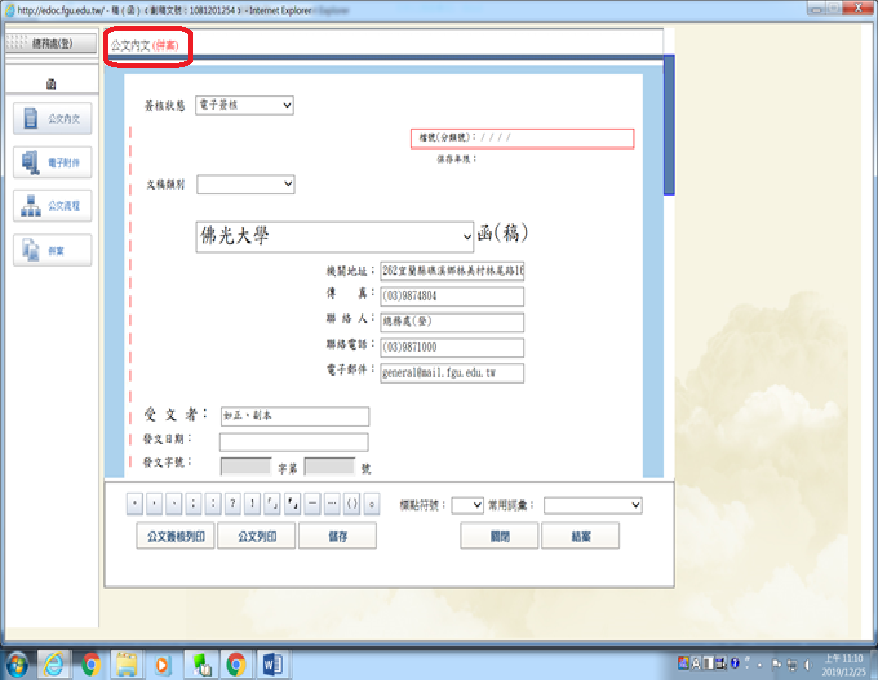 http://edoc.fgu.edu.tw/ - 稿 ( 函 ) ( 創稿文號 : 1081201254 ) - Internet Explorer
總務處(登)
函
公文內文
電子附件
公文流程
併案
公文內文(併案)
簽核狀態 電子簽核
檔號(分類號)：/ / / /
保存年限：
文稿類別
佛光大學 函(稿)
機關地址： 262宜蘭縣礁溪鄉林美村林尾路16
傳 真： (03)9874804
聯 絡 人： 總務處(登)
聯絡電話： (03)9871000
電子郵件： general@mail.fgu.edu.tw
受 文 者： 如正、副本
發文日期：
發文字號： 字第 號
標點符號： 常用詞彙：
公文簽核列印 公文列印 儲存 關閉 結案
上午 11:10
2019/12/25